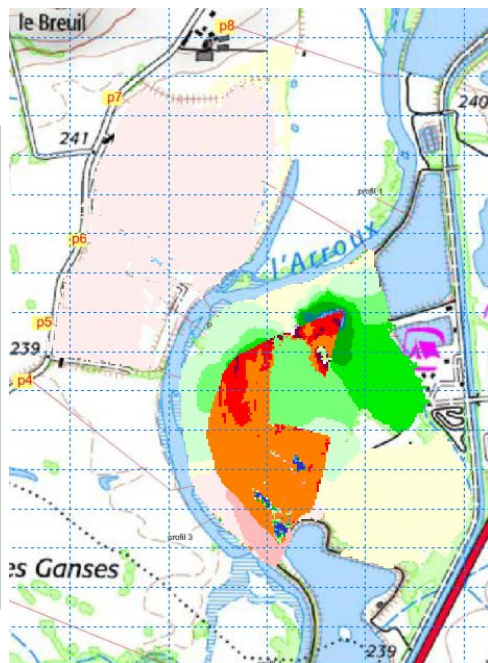 le Breuil
p8
p7
240
241
profil 1
p6
l'Arroux
p5
239
p4
profil 3
es Ganses
239